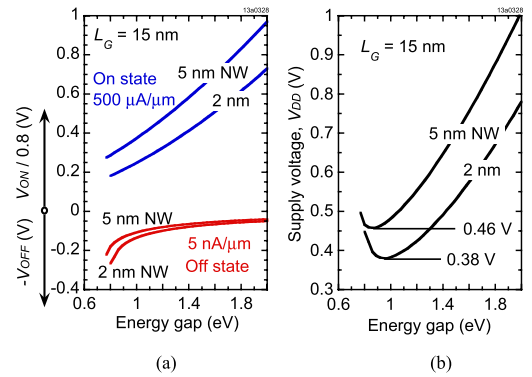 13a0328
L_G = 15 nm
On state
500 μA/μm
5 nm NW
2 nm
5 nm NW
2 nm NW
5 nA/μm
Off state
1
0.8
0.6
0.4
0.2
0
-0.2
-0.4
0.6
1
1.4
1.8
Energy gap (eV)
V_ON / 0.8 (V)
-V_OFF (V)
(a)
13a0328
L_G = 15 nm
5 nm NW
2 nm
0.46 V
0.38 V
1
0.9
0.8
0.7
0.6
0.5
0.4
0.3
0.6
1
1.4
1.8
Energy gap (eV)
Supply voltage, V_DD (V)
(b)